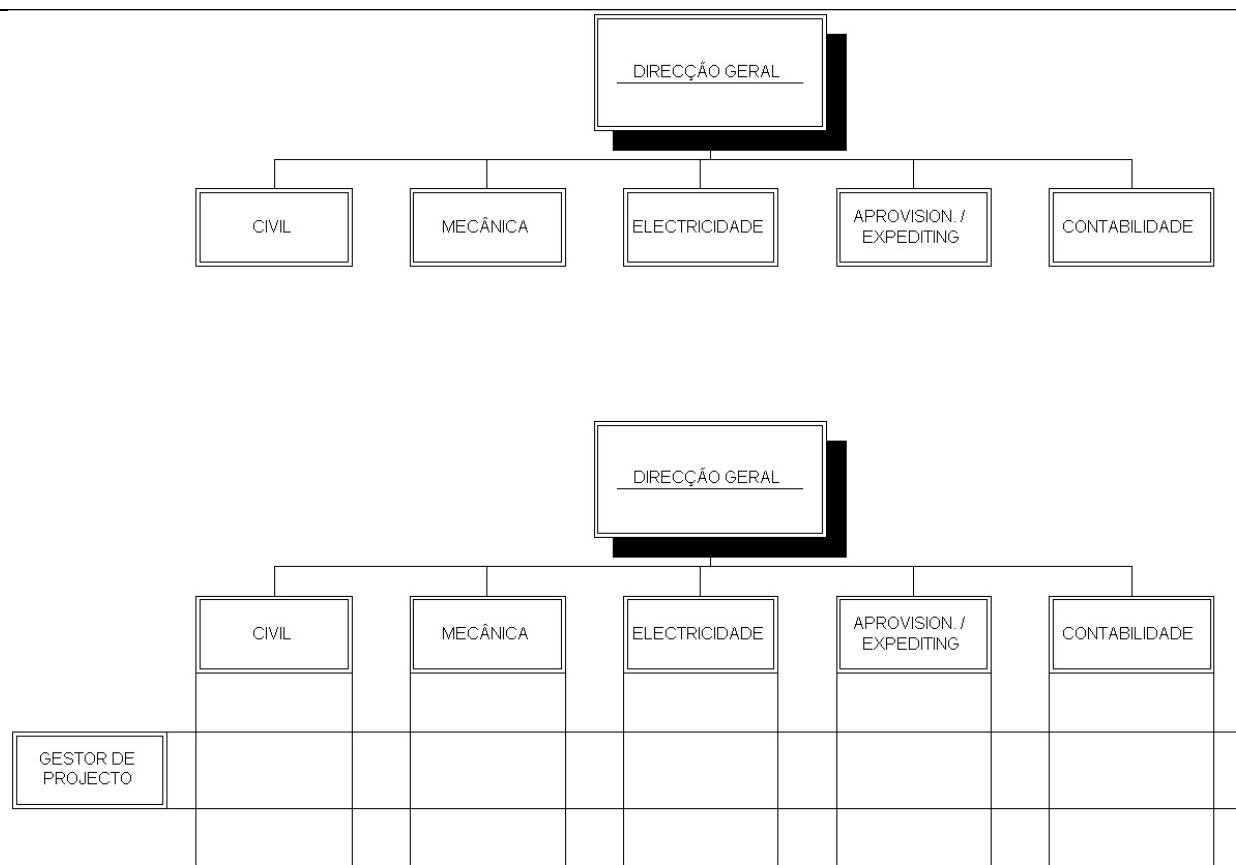 DIRECÇÃO GERAL
CIVIL
MECÂNICA
ELECTRICIDADE
APROVISION. /
EXPEDITING
CONTABILIDADE
DIRECÇÃO GERAL
CIVIL
MECÂNICA
ELECTRICIDADE
APROVISION. /
EXPEDITING
CONTABILIDADE
GESTOR DE
PROJECTO